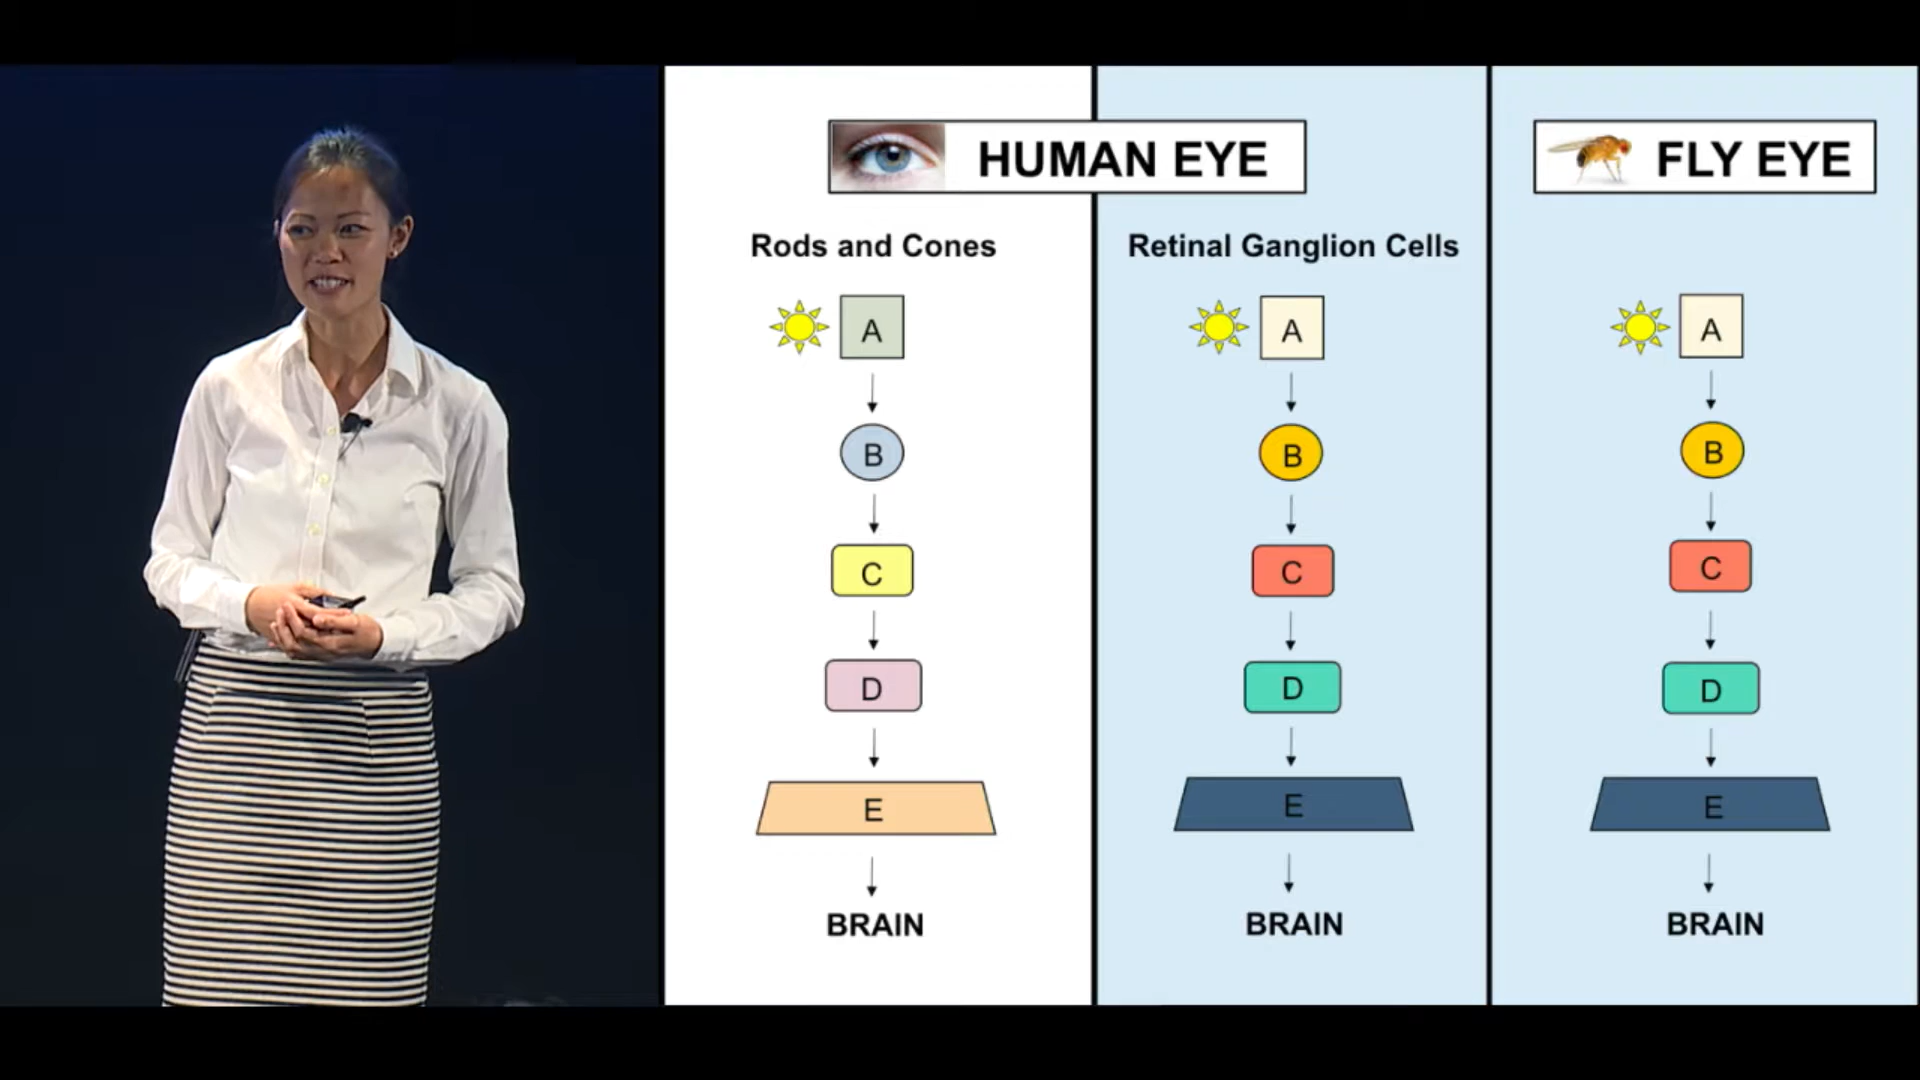 HUMAN EYE
FLY EYE
Rods and Cones
Retinal Ganglion Cells
A
B
C
D
E
BRAIN
A
B
C
D
E
BRAIN
A
B
C
D
E
BRAIN